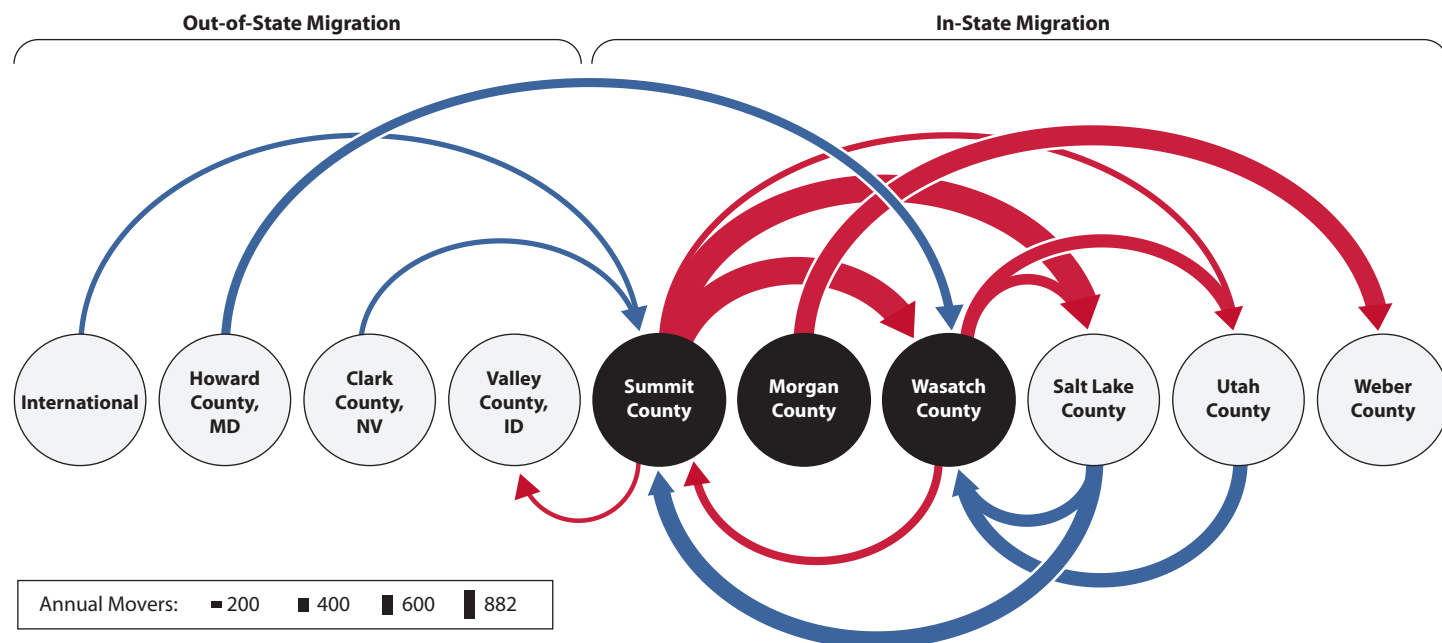 Out-of-State Migration
In-State Migration
International
Howard
County,
MD
Clark
County,
NV
Valley
County,
ID
Summit
County
Morgan
County
Wasatch
County
Salt Lake
County
Utah
County
Weber
County
Annual Movers: 200 400 600 882